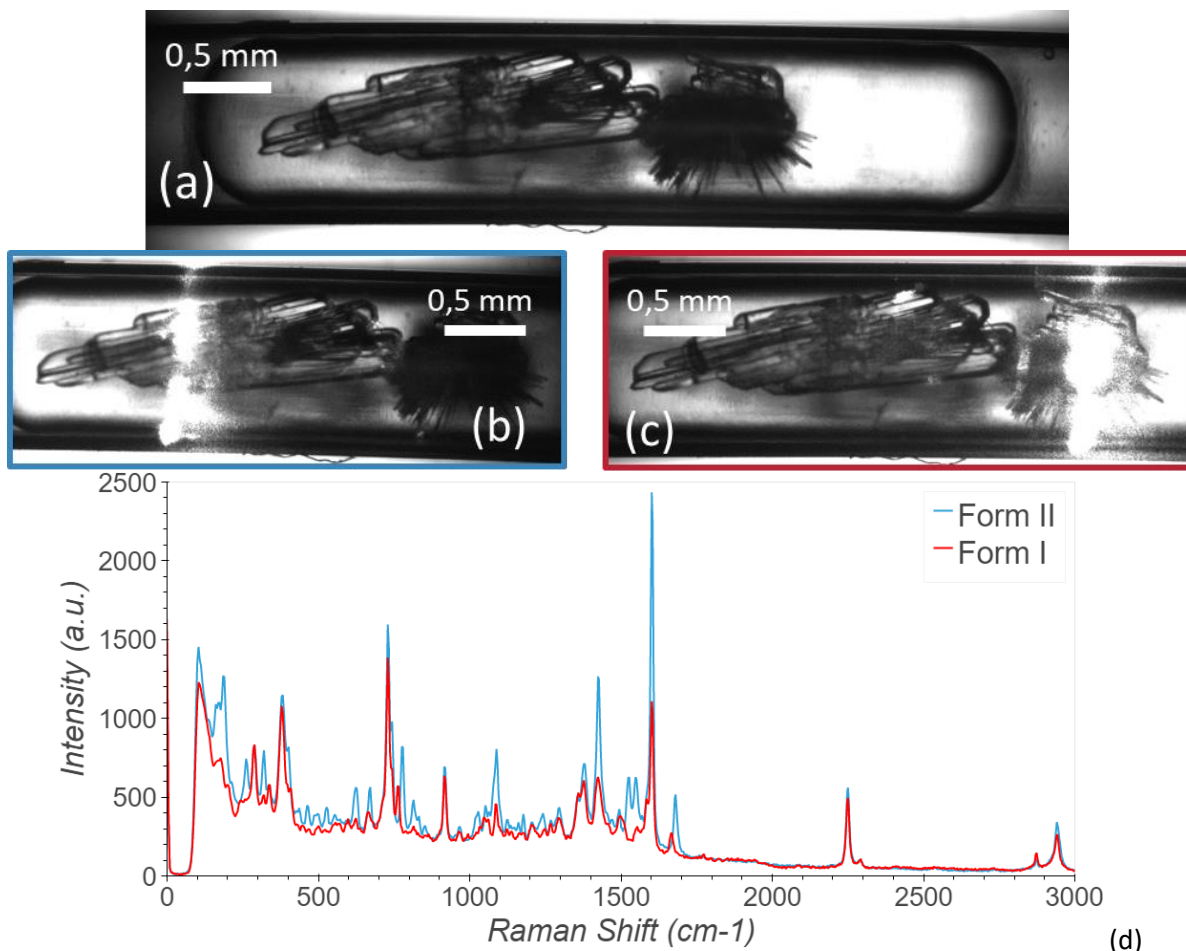 0,5 mm
(a)
0,5 mm
(b)
0,5 mm
(c)
2500
2000
1500
1000
500
0
Intensity (a.u.)
Form II
Form I
0 500 1000 1500 2000 2500 3000
Raman Shift (cm-1)
(d)